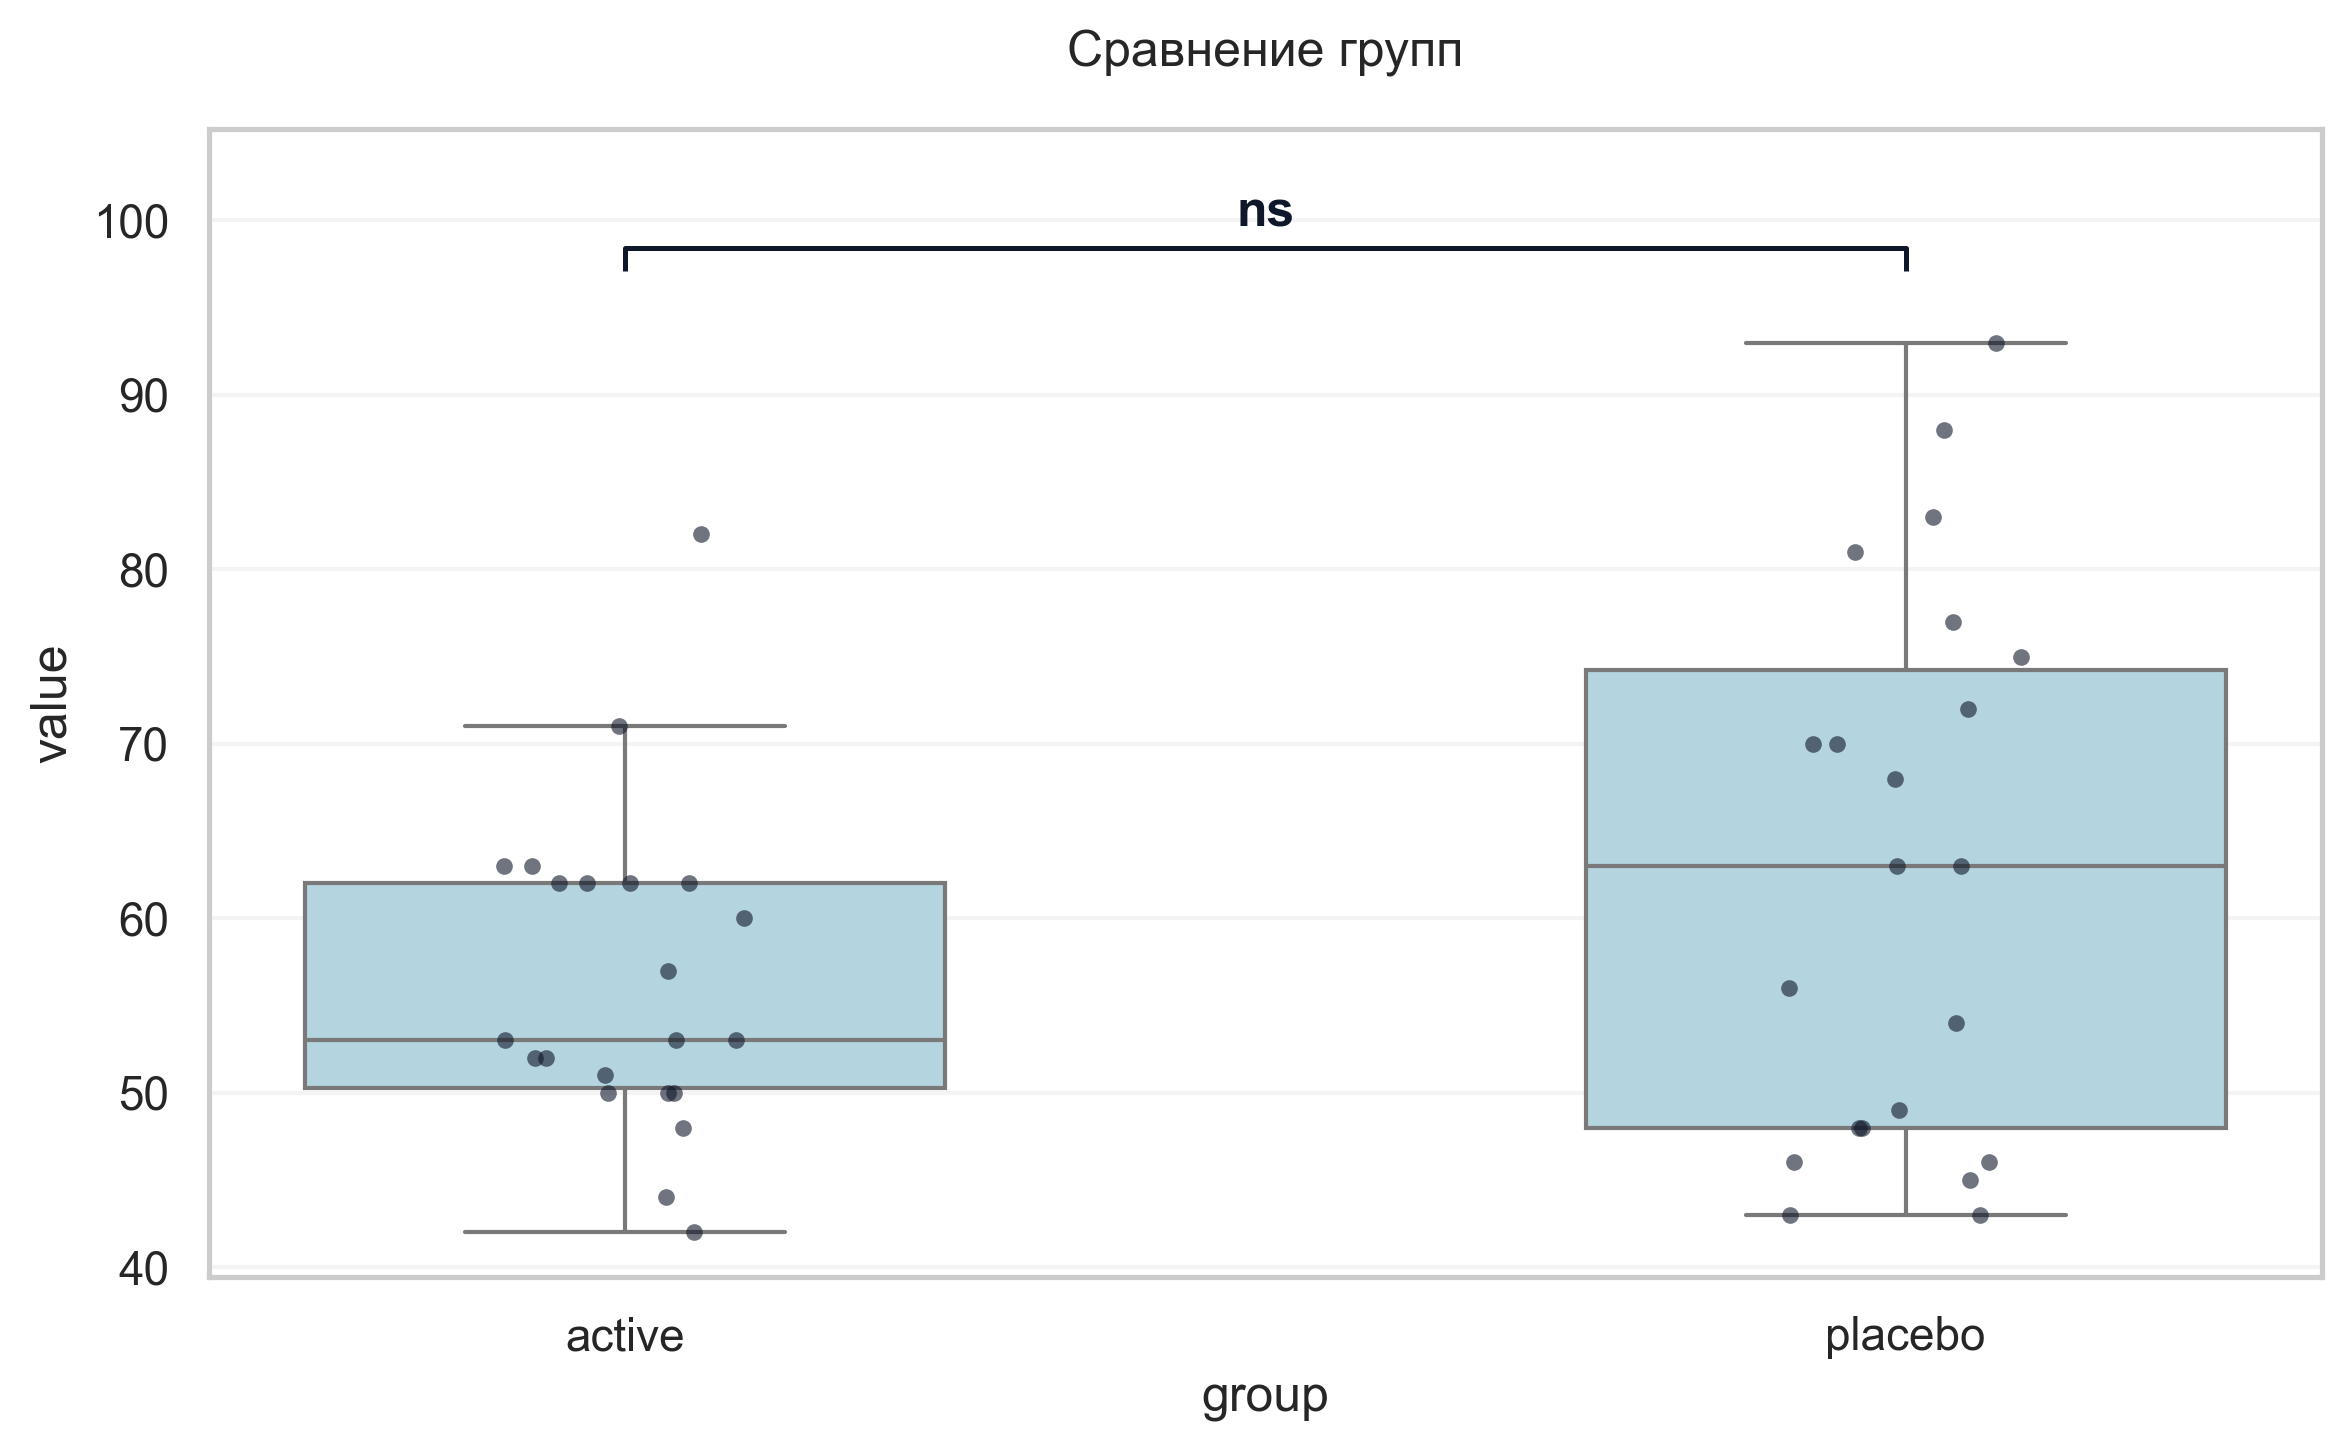 Сравнение групп
ns
100
90
80
70
60
50
40
value
active
placebo
group